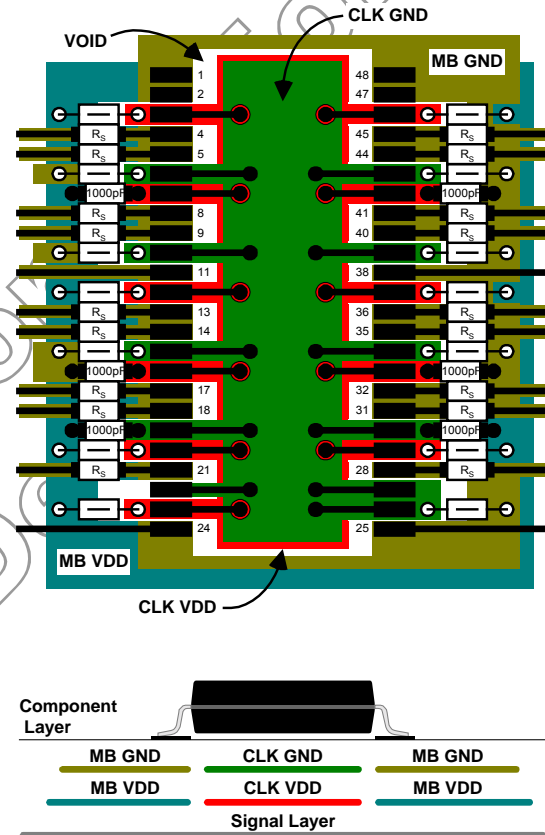 CLK GND
VOID
MB GND
1 48
2 47
Rs 4 45 Rs
Rs 5 44 Rs
1000pF 1000pF
Rs 8 41 Rs
Rs 9 40 Rs
11 38
Rs 13 36 Rs
Rs 14 35 Rs
1000pF 1000pF
Rs 17 32 Rs
Rs 18 31 Rs
1000pF 1000pF
Rs 21 28 Rs
24 25
MB VDD
CLK VDD
Component
Layer
MB GND CLK GND MB GND
MB VDD CLK VDD MB VDD
Signal Layer